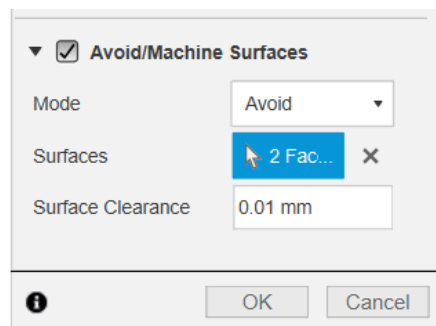 Avoid/Machine Surfaces
Mode Avoid
Surfaces 2 Fac...
Surface Clearance 0.01 mm
OK Cancel